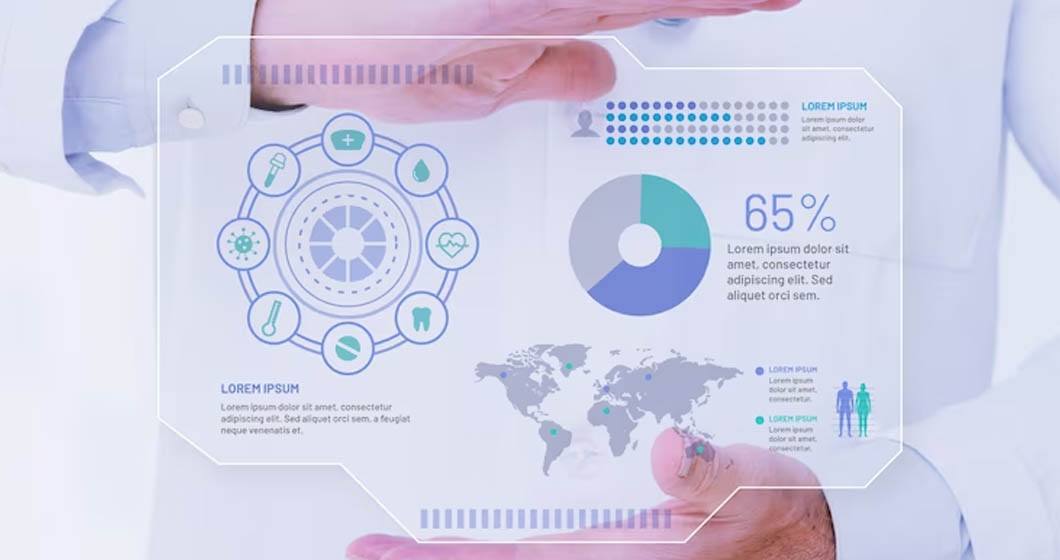 LOREM IPSUM
Lorem ipsum dolor
sit amet, consectetur
adipiscing elit.
65%
Lorem ipsum dolor sit
amet, consectetur
adipiscing elit. Sed
aliquet orci sem.
LOREM IPSUM
Lorem ipsum dolor sit amet, consectetur
adipiscing elit. Sed aliquet orci sem, a feugiat
neque venenatis et.
LOREM IPSUM
Lorem ipsum
dolor sit amet,
consectetur.
LOREM IPSUM
Lorem ipsum
dolor sit amet,
consectetur.